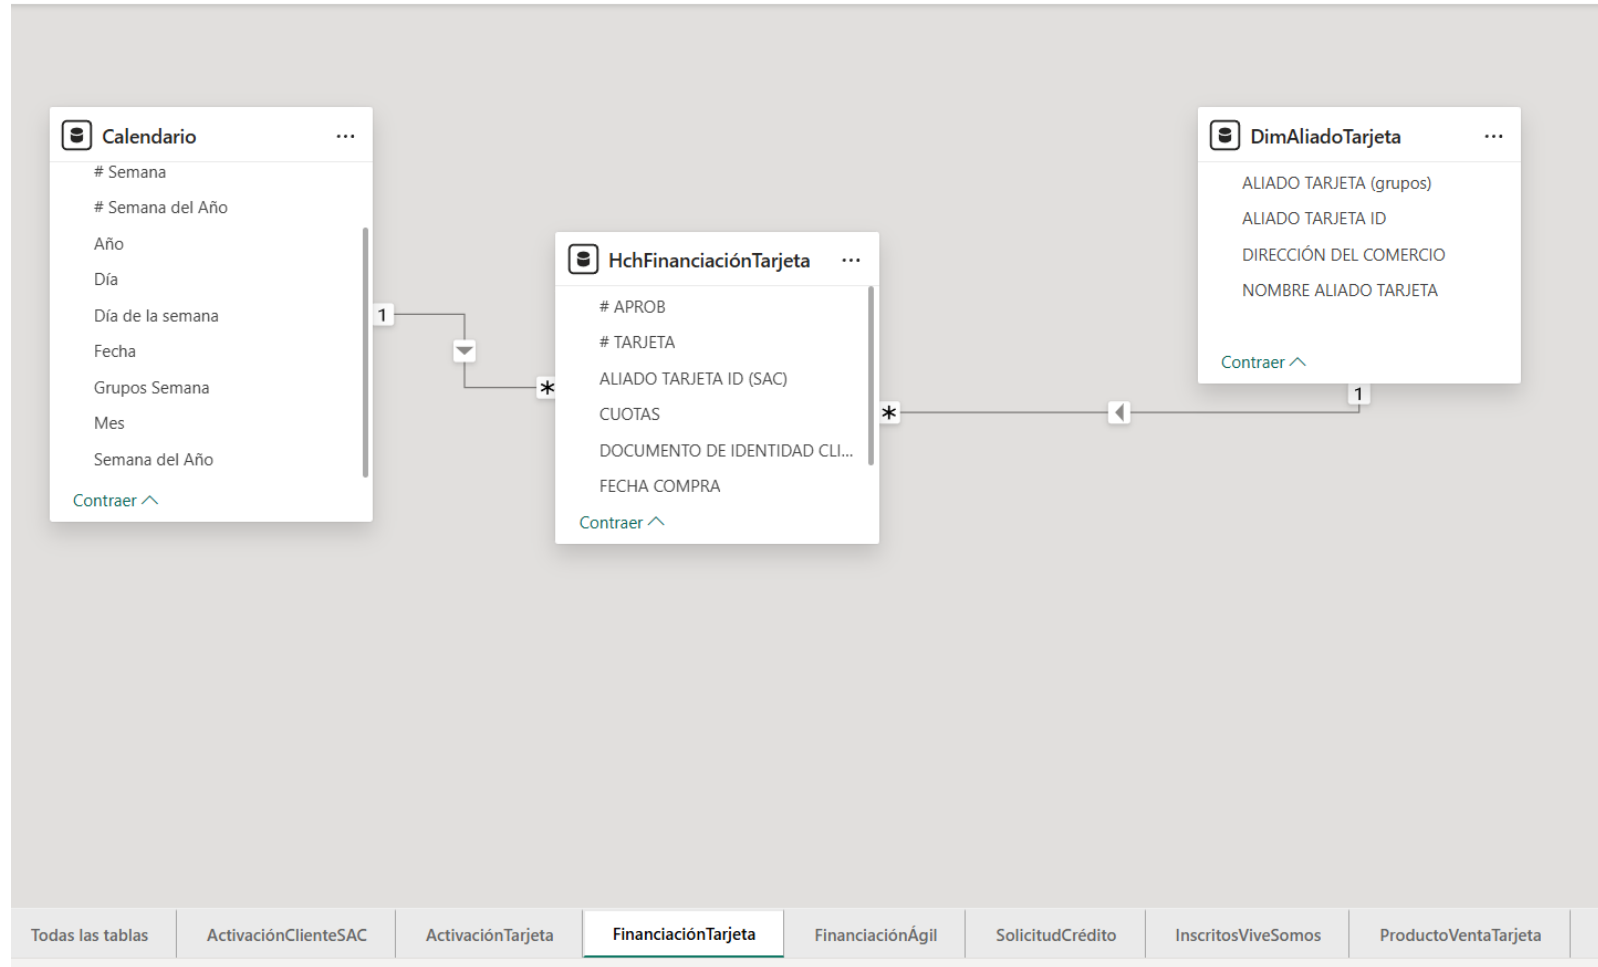 Calendario
...
# Semana
# Semana del Año
Año
Día
Día de la semana
Fecha
Grupos Semana
Mes
Semana del Año
Contraer
1
*
HchFinanciaciónTarjeta
...
# APROB
# TARJETA
ALIADO TARJETA ID (SAC)
CUOTAS
DOCUMENTO DE IDENTIDAD CLI...
FECHA COMPRA
Contraer
*
1
DimAliadoTarjeta
...
ALIADO TARJETA (grupos)
ALIADO TARJETA ID
DIRECCIÓN DEL COMERCIO
NOMBRE ALIADO TARJETA
Contraer
Todas las tablas
ActivaciónClienteSAC
ActivaciónTarjeta
FinanciaciónTarjeta
FinanciaciónÁgil
SolicitudCrédito
InscritosViveSomos
ProductoVentaTarjeta